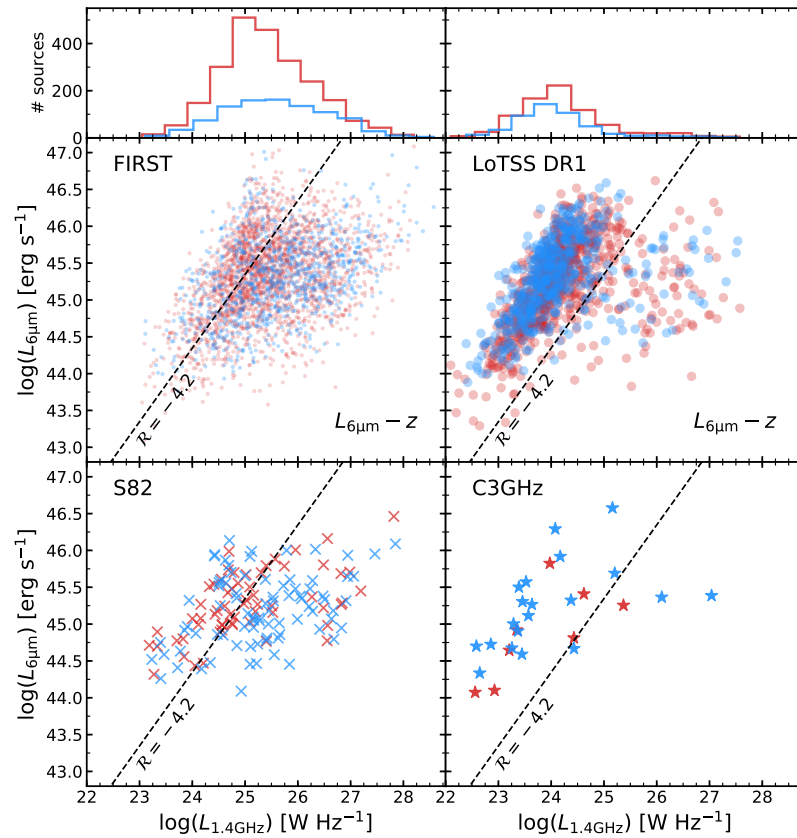 # sources
400
200
0
FIRST
LoTSS DR1
log(L6μm) [erg s−1]
47.0
46.5
46.0
45.5
45.0
44.5
44.0
43.5
43.0
R = −4.2
L6μm − z
R = −4.2
L6μm − z
S82
C3GHz
log(L6μm) [erg s−1]
47.0
46.5
46.0
45.5
45.0
44.5
44.0
43.5
43.0
R = −4.2
R = −4.2
22 23 24 25 26 27 28
22 23 24 25 26 27 28
log(L1.4GHz) [W Hz−1]
log(L1.4GHz) [W Hz−1]